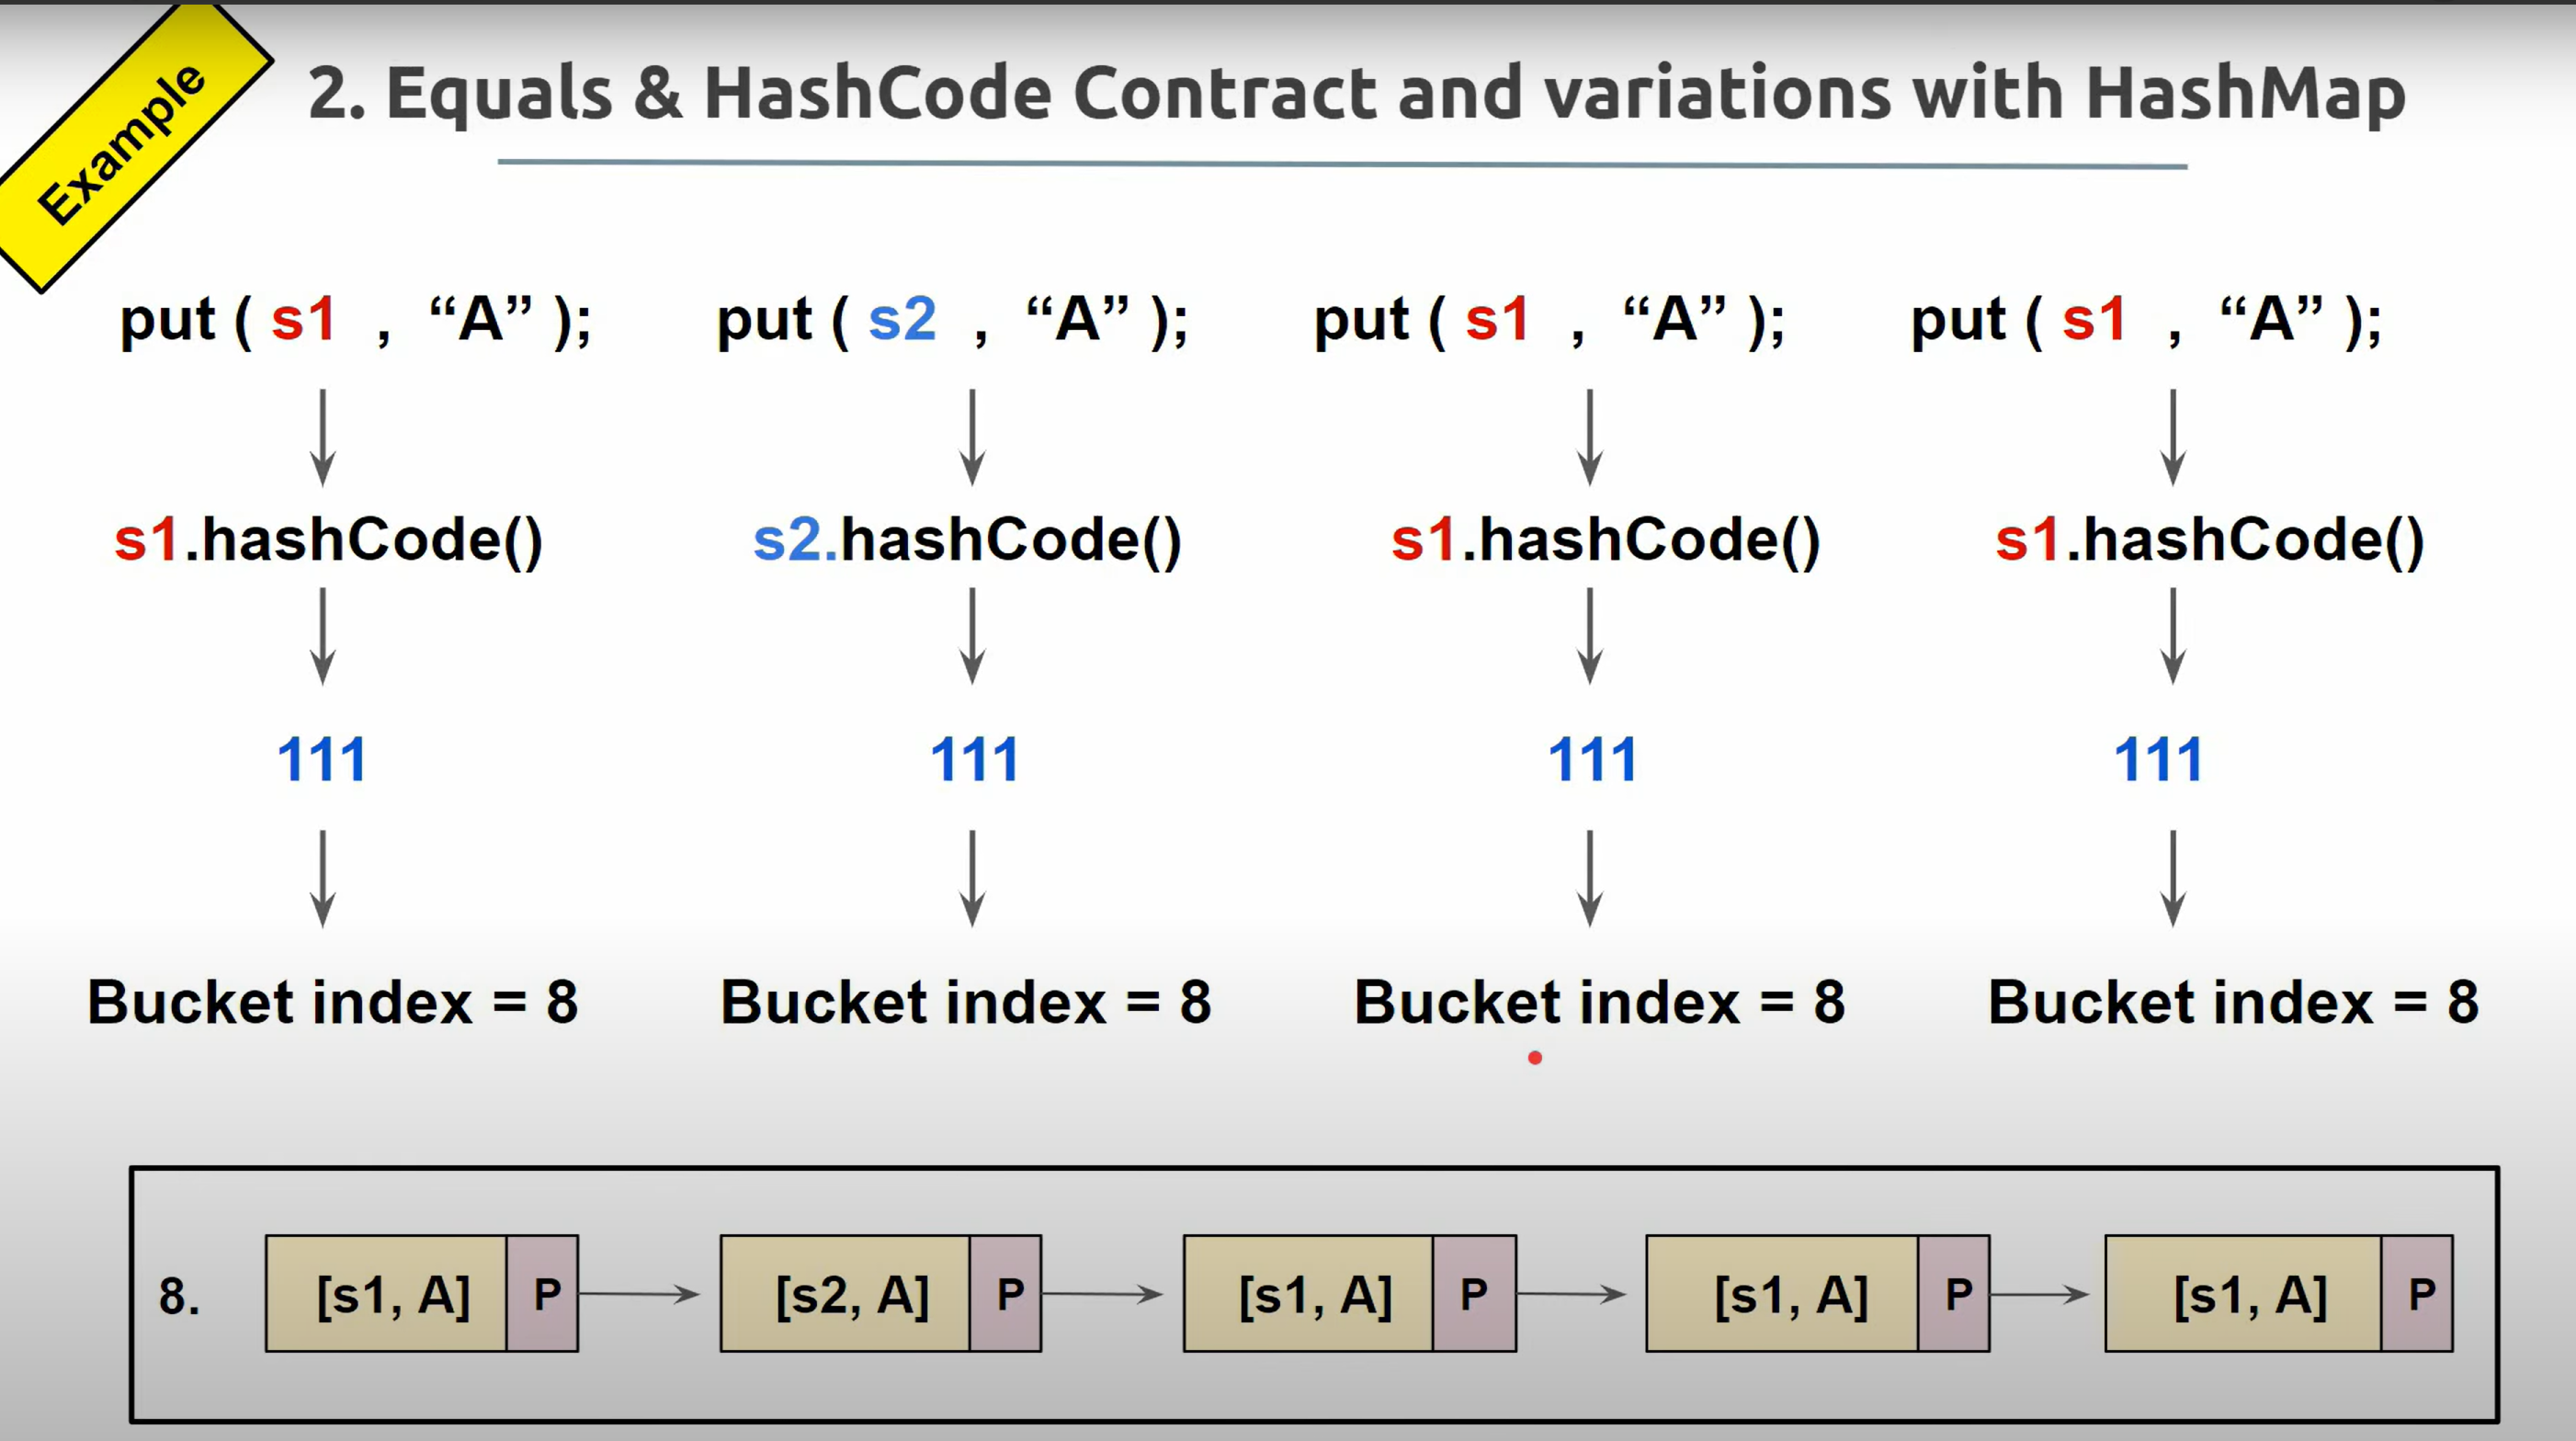 Example
2. Equals & HashCode Contract and variations with HashMap
put ( s1 , “A” );
put ( s2 , “A” );
put ( s1 , “A” );
put ( s1 , “A” );
s1.hashCode()
s2.hashCode()
s1.hashCode()
s1.hashCode()
111
111
111
111
Bucket index = 8
Bucket index = 8
Bucket index = 8
Bucket index = 8
8. [s1, A] P [s2, A] P [s1, A] P [s1, A] P [s1, A] P